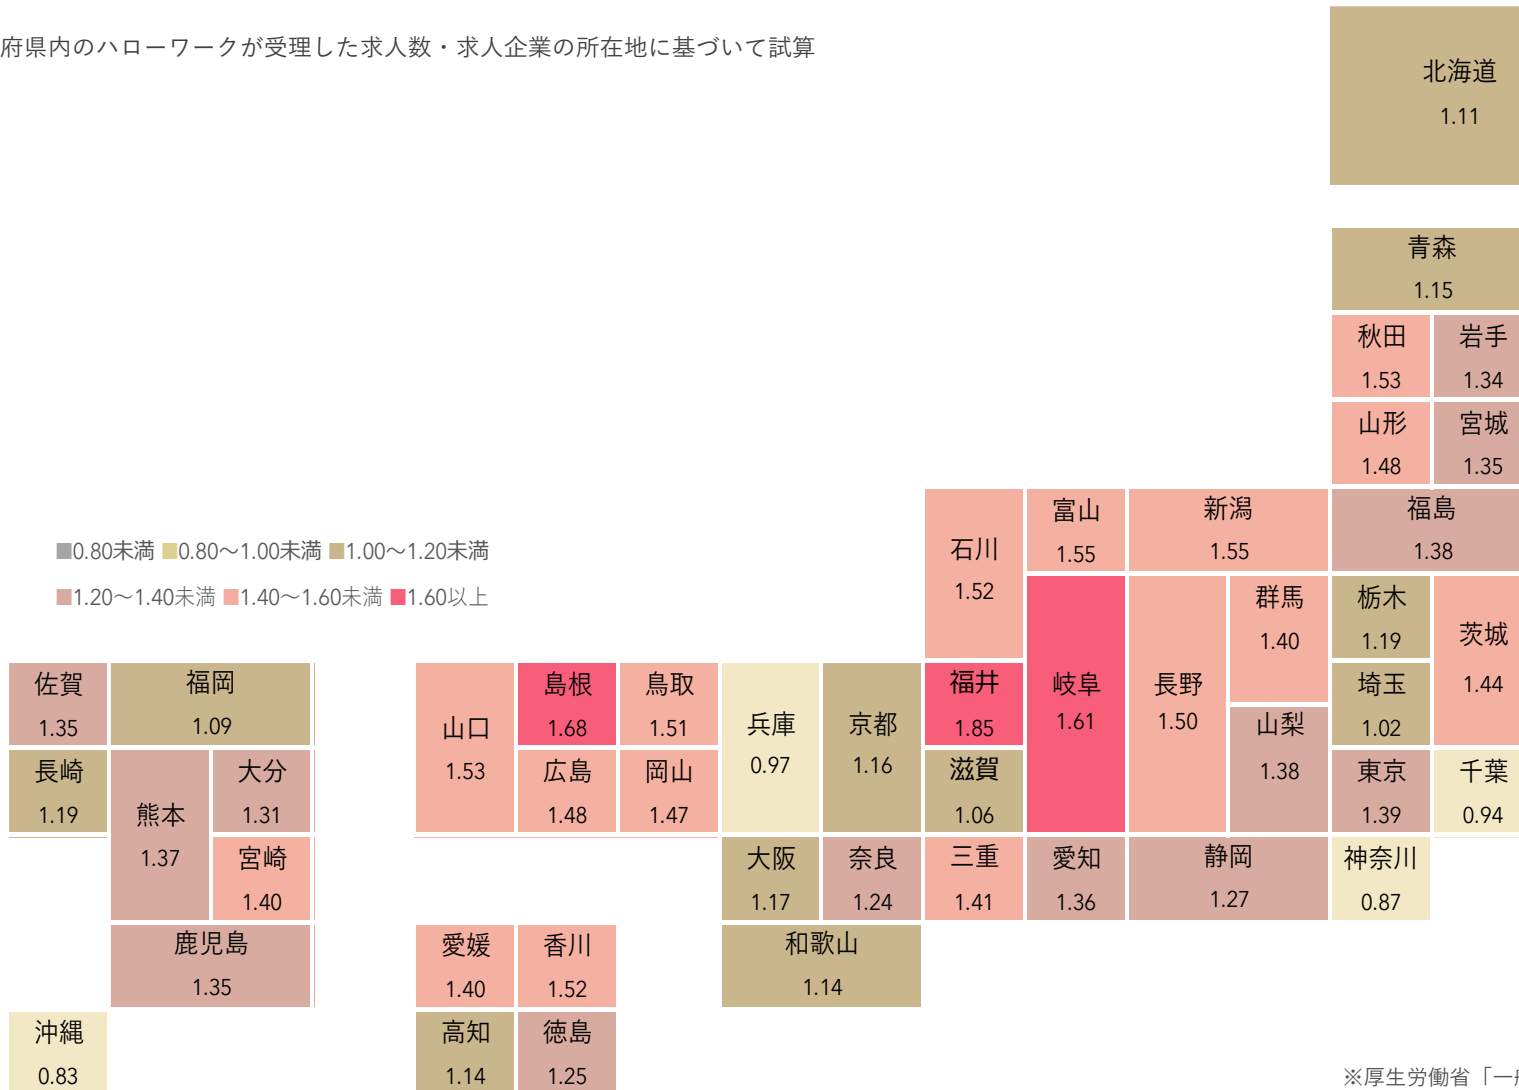 府県内のハローワークが受理した求人数・求人企業の所在地に基づいて試算
北海道
1.11
青森
1.15
秋田 岩手
1.53 1.34
山形 宮城
1.48 1.35
石川
1.52
富山
1.55
新潟
1.55
福島
1.38
■0.80未満 ■0.80〜1.00未満 ■1.00〜1.20未満
■1.20〜1.40未満 ■1.40〜1.60未満 ■1.60以上
群馬
1.40
栃木
1.19
茨城
1.44
佐賀
1.35
福岡
1.09
山口
1.53
島根
1.68
鳥取
1.51
兵庫
0.97
京都
1.16
福井
1.85
岐阜
1.61
長野
1.50
山梨
1.38
埼玉
1.02
長崎
1.19
熊本
1.37
大分
1.31
広島
1.48
岡山
1.47
滋賀
1.06
東京
1.39
千葉
0.94
宮崎
1.40
大阪
1.17
奈良
1.24
三重
1.41
愛知
1.36
静岡
1.27
神奈川
0.87
鹿児島
1.35
愛媛
1.40
香川
1.52
和歌山
1.14
沖縄
0.83
高知
1.14
徳島
1.25
※厚生労働省「一